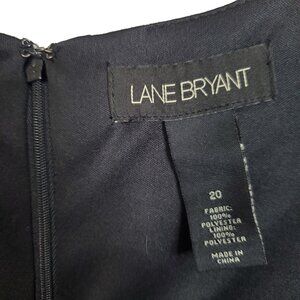 LANE BRYANT
20
FABRIC:
100%
POLYESTER
LINING:
100%
POLYESTER
MADE IN
CHINA